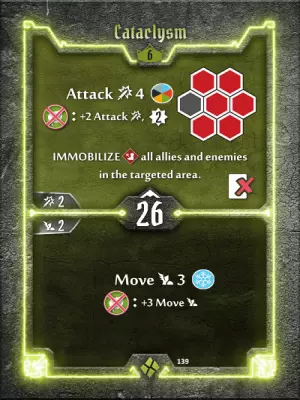 Cataclysm
6
Attack 4
: +2 Attack ,
2
IMMOBILIZE all allies and enemies
in the targeted area.
2
26
2
Move 3
: +3 Move
139